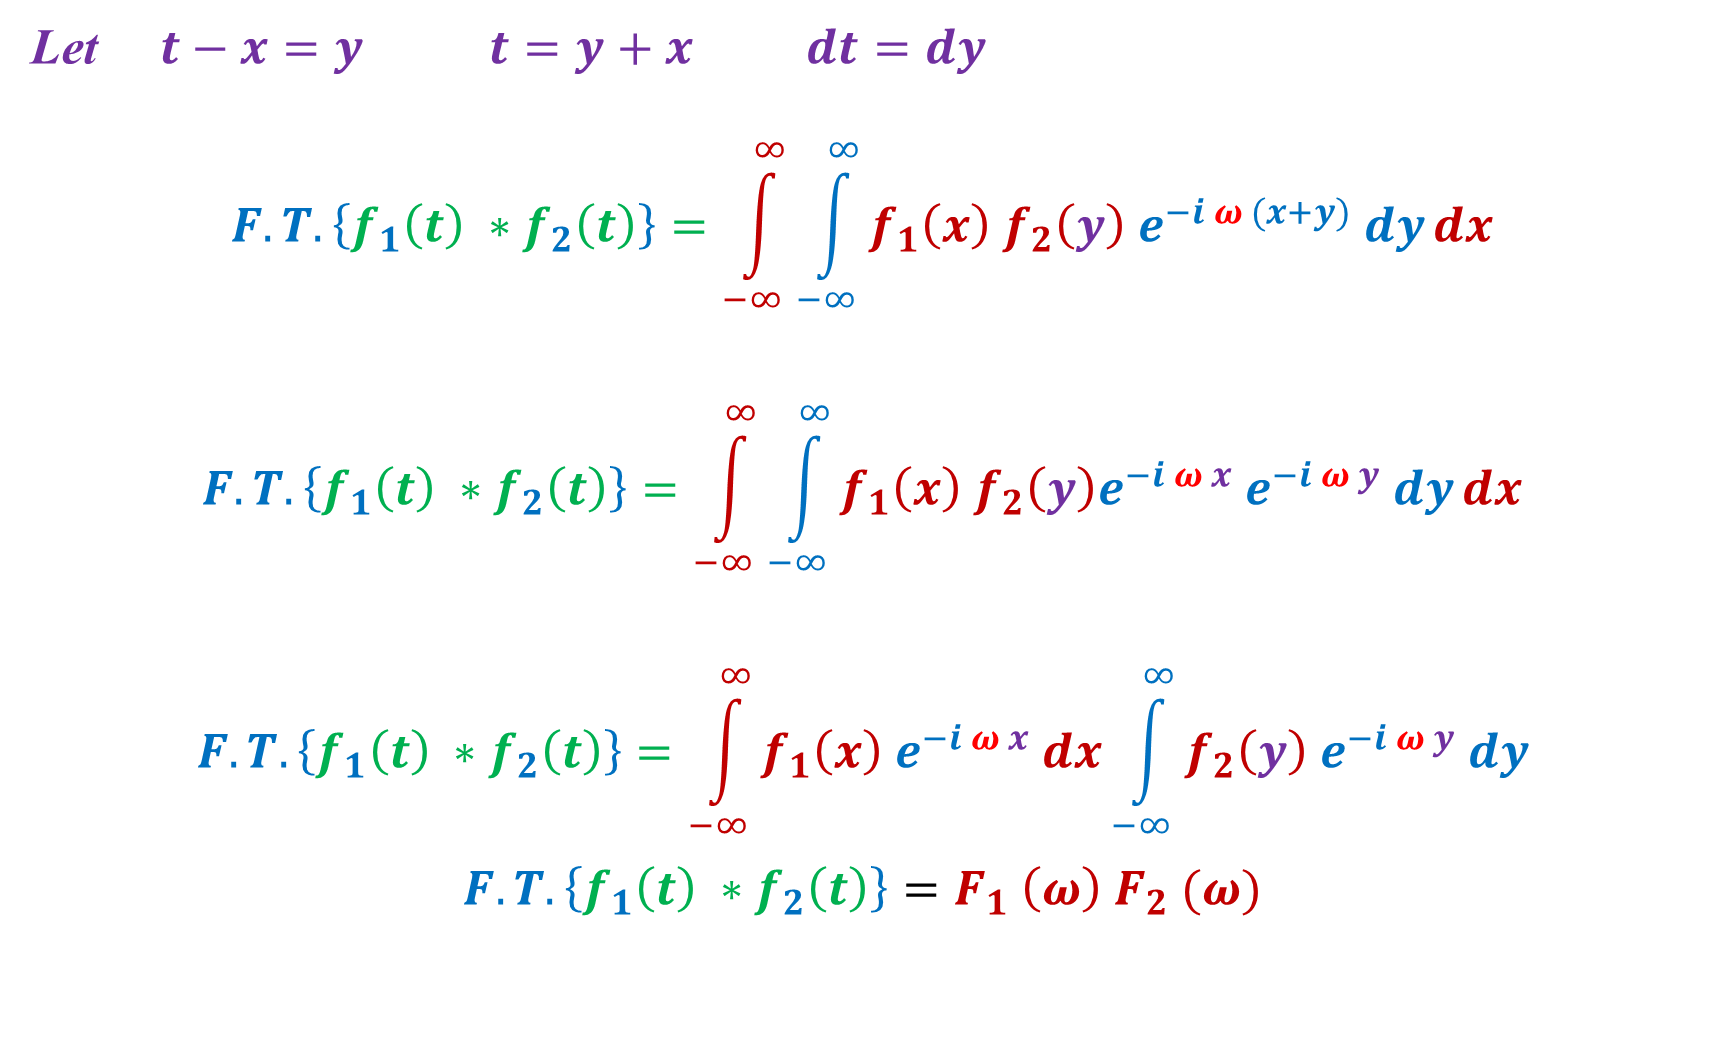 Let t − x = y t = y + x dt = dy
F.T.{f₁(t) ∗ f₂(t)} = ∫_{−∞}^{∞} ∫_{−∞}^{∞} f₁(x) f₂(y) e^{−i ω (x+y)} dy dx
F.T.{f₁(t) ∗ f₂(t)} = ∫_{−∞}^{∞} ∫_{−∞}^{∞} f₁(x) f₂(y)e^{−i ω x} e^{−i ω y} dy dx
F.T.{f₁(t) ∗ f₂(t)} = ∫_{−∞}^{∞} f₁(x) e^{−i ω x} dx ∫_{−∞}^{∞} f₂(y) e^{−i ω y} dy
F.T.{f₁(t) ∗ f₂(t)} = F₁ (ω) F₂ (ω)